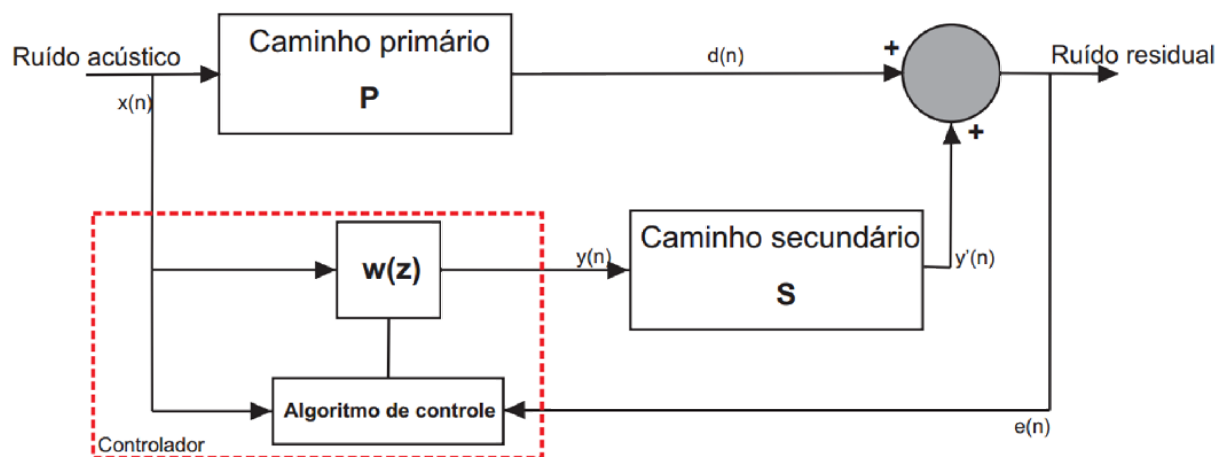 Ruído acústico
x(n)
Caminho primário
P
d(n)
+
+
Ruído residual
w(z)
y(n)
Caminho secundário
S
y'(n)
Algoritmo de controle
e(n)
Controlador